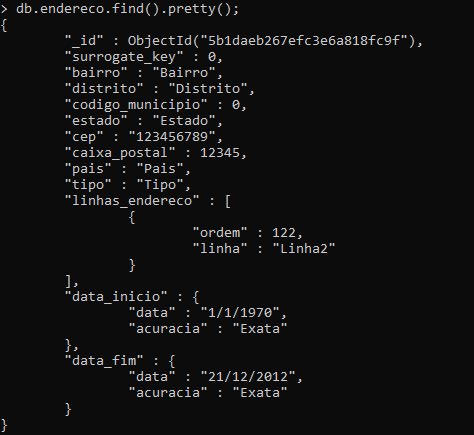 > db.endereco.find().pretty();
{
"_id" : ObjectId("5b1daeb267efc3e6a818fc9f"),
"surrogate_key" : 0,
"bairro" : "Bairro",
"distrito" : "Distrito",
"codigo_municipio" : 0,
"estado" : "Estado",
"cep" : "123456789",
"caixa_postal" : 12345,
"pais" : "Pais",
"tipo" : "Tipo",
"linhas_endereco" : [
{
"ordem" : 122,
"linha" : "Linha2"
}
],
"data_inicio" : {
"data" : "1/1/1970",
"acuracia" : "Exata"
},
"data_fim" : {
"data" : "21/12/2012",
"acuracia" : "Exata"
}
}